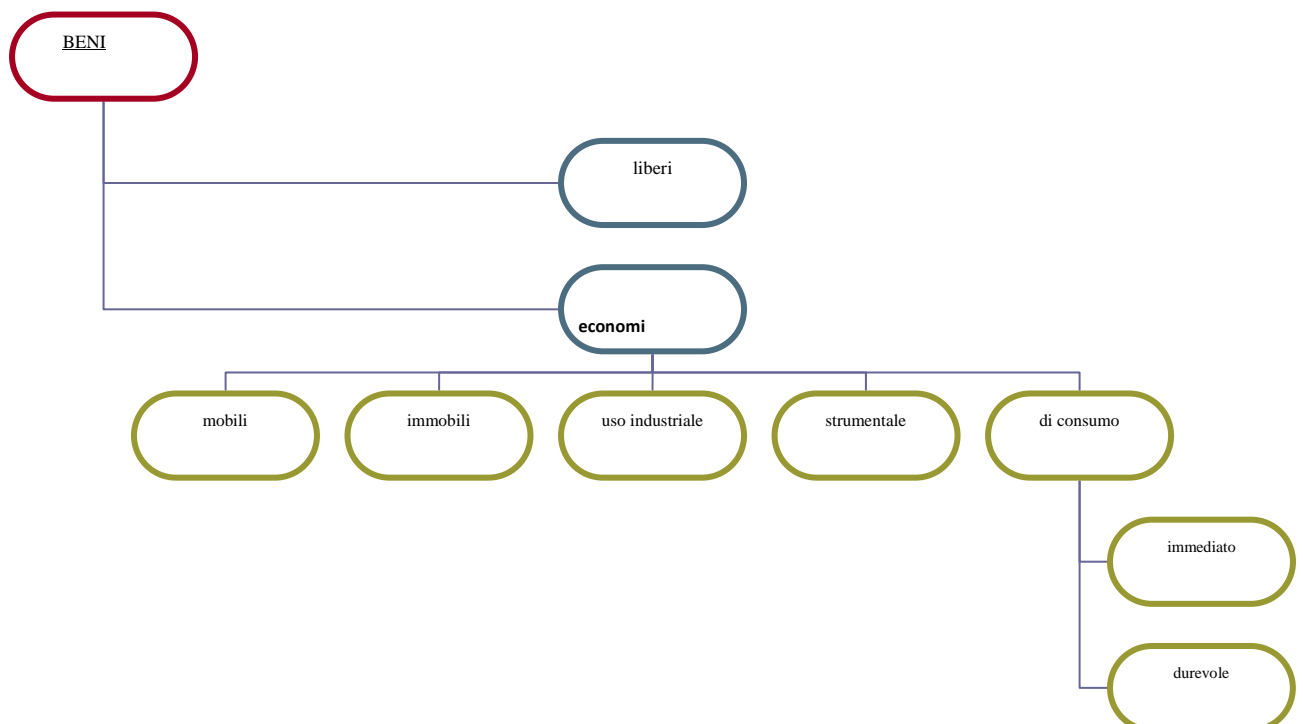 BENI
liberi
economi
mobili
immobili
uso industriale
strumentale
di consumo
immediato
durevole